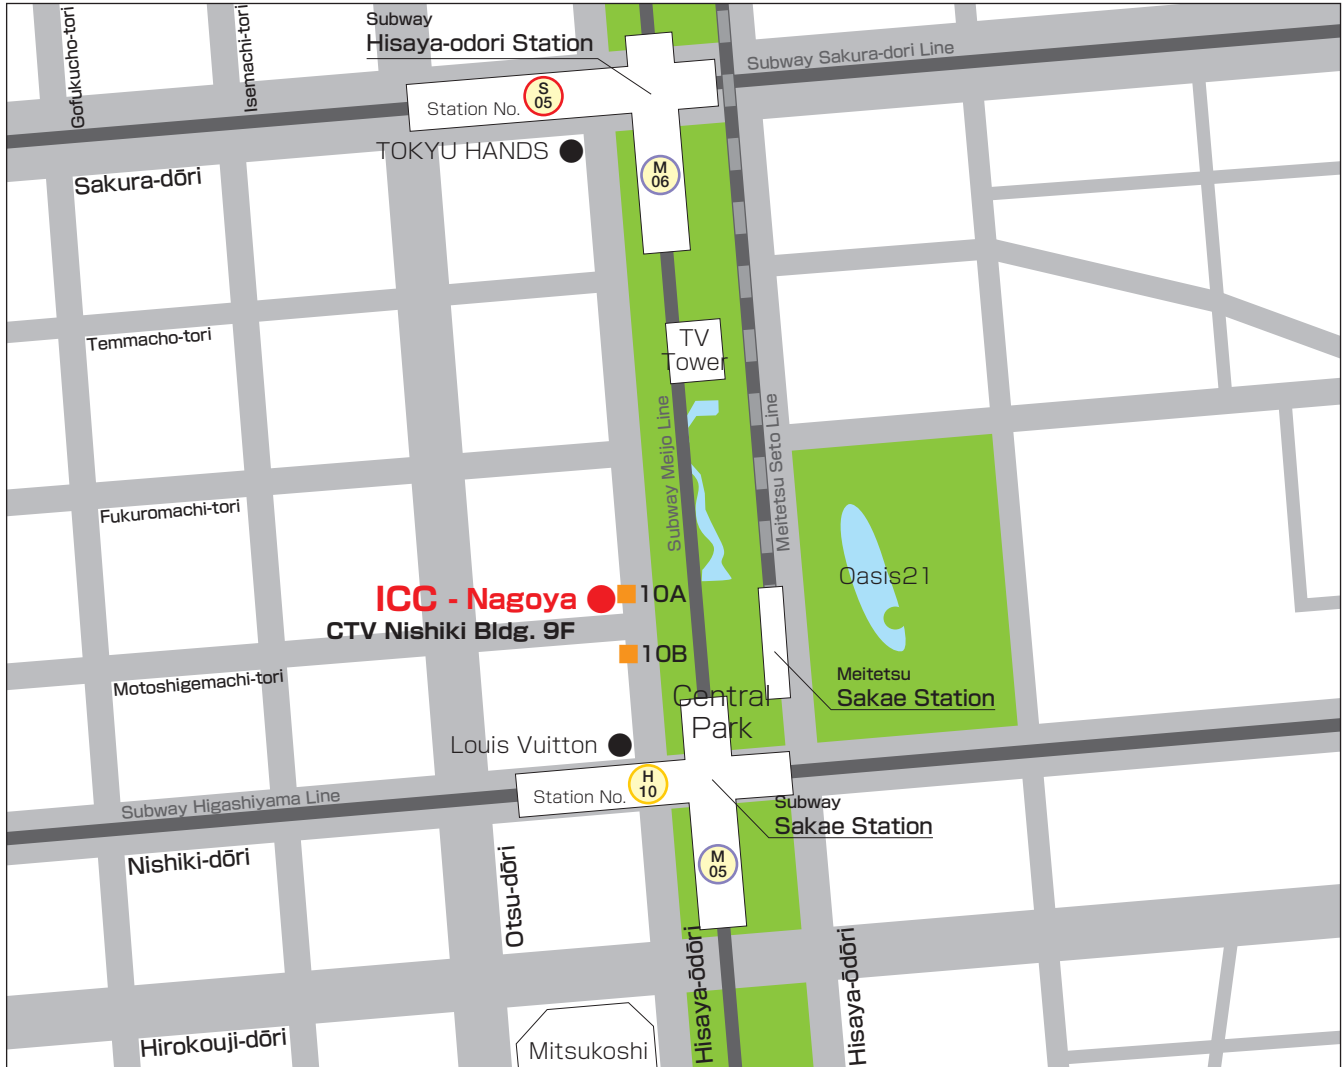 Gofukucho-tori
Isemachi-tori
Subway
Hisaya-odori Station
Subway Sakura-dori Line
Station No.
S
05
TOKYU HANDS
M
06
Sakura-dōri
Temmacho-tori
TV
Tower
Subway Meijo Line
Meitetsu Seto Line
Fukuromachi-tori
Oasis21
ICC - Nagoya
10A
CTV Nishiki Bldg. 9F
10B
Motoshigemachi-tori
Meitetsu
Sakae Station
Central
Park
Louis Vuitton
Station No.
H
10
Subway Higashiyama Line
Subway
Sakae Station
Nishiki-dōri
Otsu-dōri
M
05
Hisaya-ōdōri
Hisaya-ōdōri
Hirokouji-dōri
Mitsukoshi